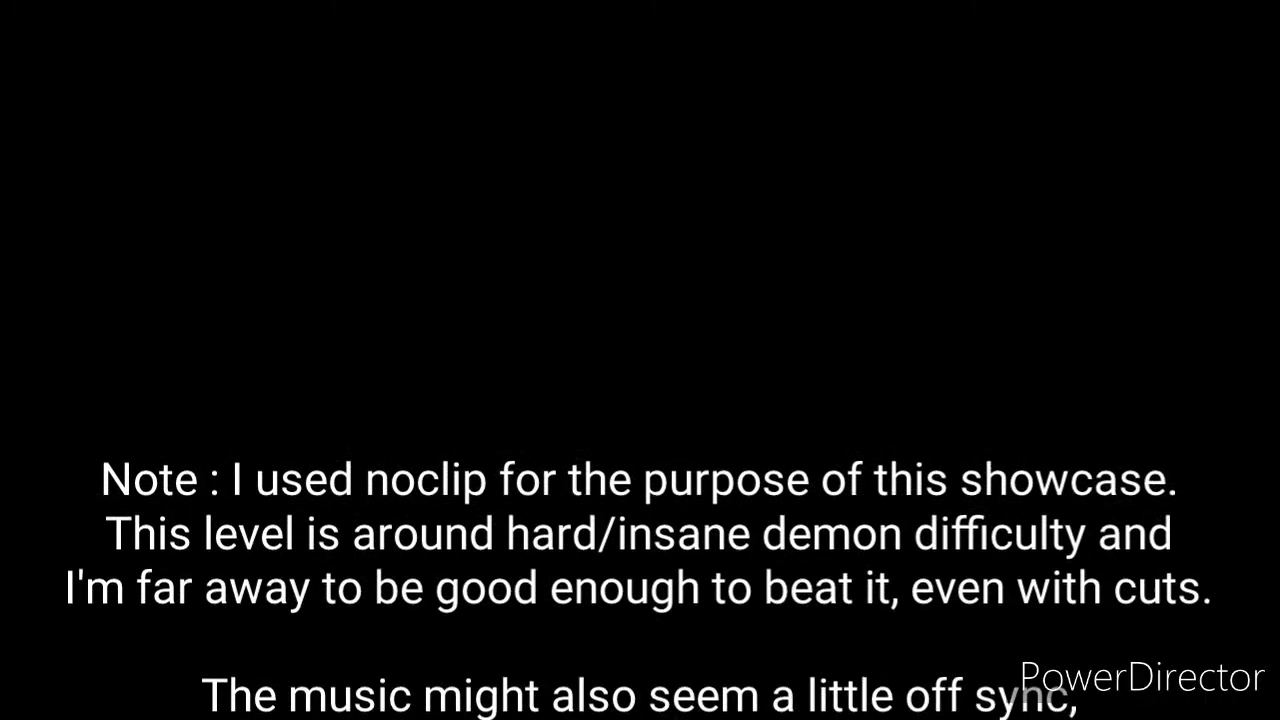 Note : I used noclip for the purpose of this showcase.
This level is around hard/insane demon difficulty and
I'm far away to be good enough to beat it, even with cuts.
The music might also seem a little off sync,
PowerDirector